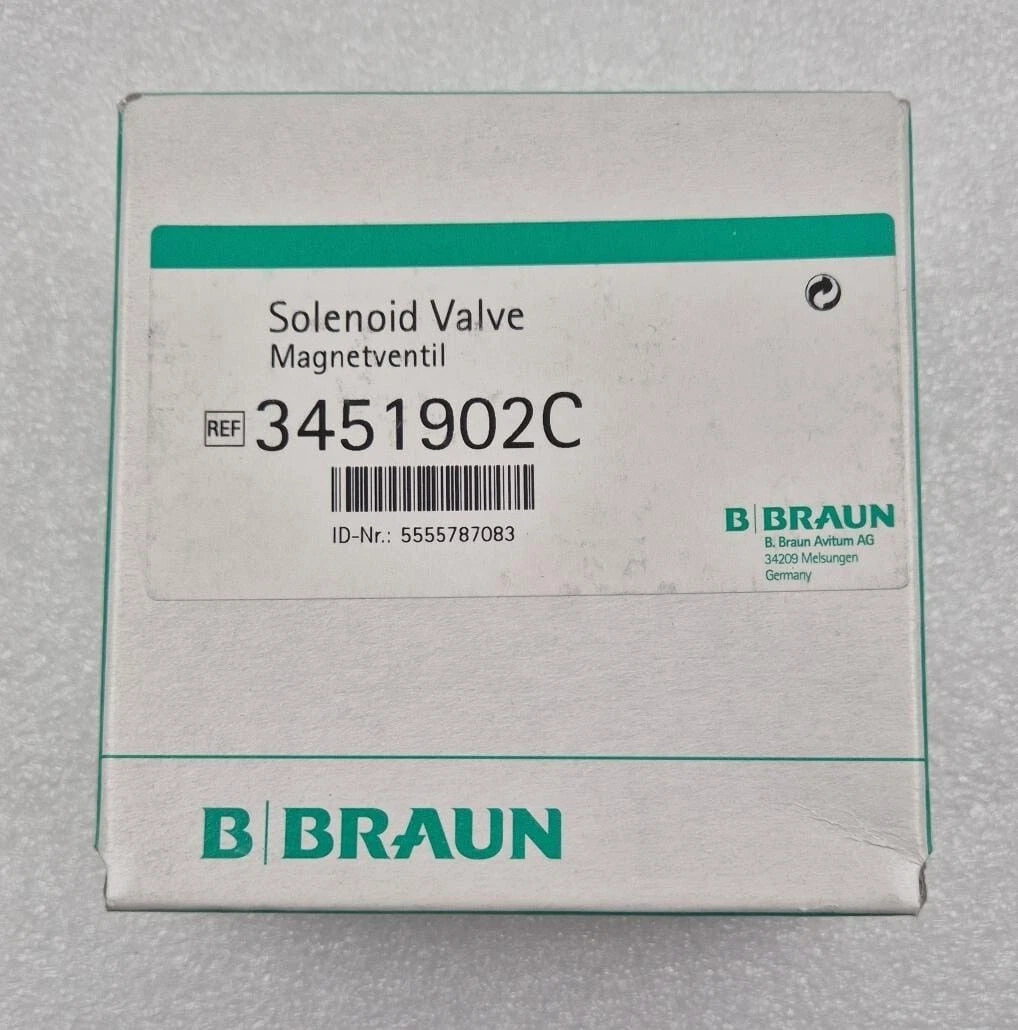 Solenoid Valve
Magnetventil
REF 3451902C
ID-Nr.: 5555787083
B BRAUN
B. Braun Avitum AG
34209 Melsungen
Germany
B BRAUN